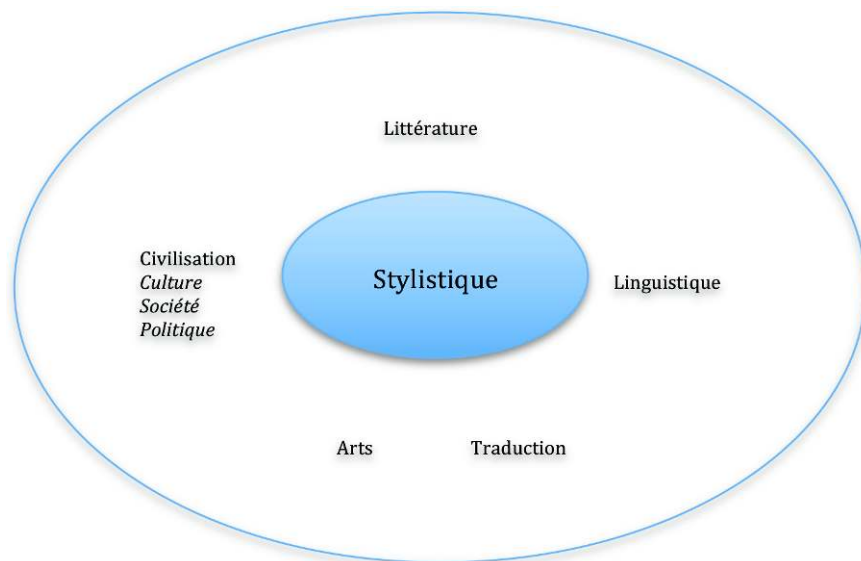 Littérature
Civilisation
Culture
Société
Politique
Stylistique
Linguistique
Arts
Traduction